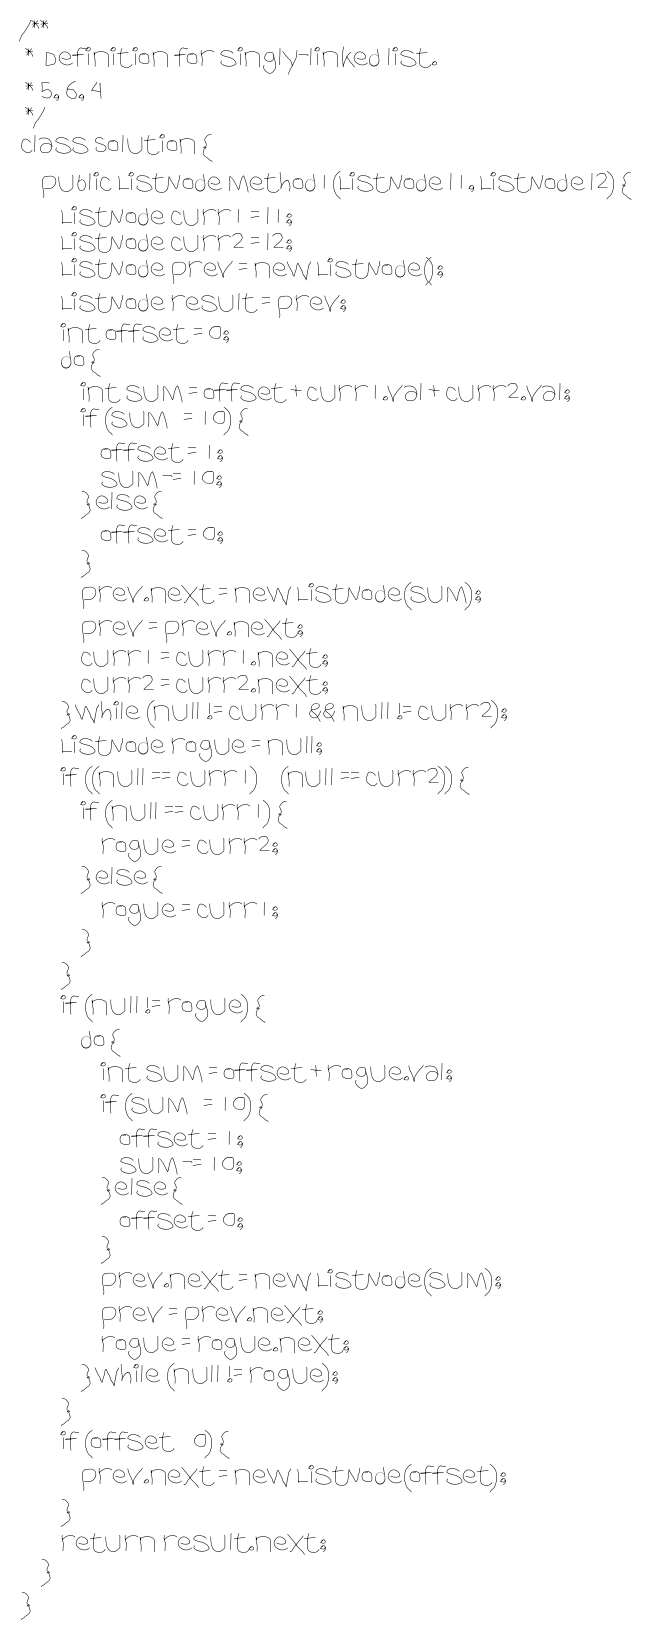 /**
* Definition for singly-linked list.
* 5, 6, 4
*/
class Solution {
public ListNode Method1(ListNode l1, ListNode l2) {
ListNode curr1 = l1;
ListNode curr2 = l2;
ListNode prev = new ListNode();
ListNode result = prev;
int offset = 0;
do {
int sum = offset + curr1.val + curr2.val;
if (sum  = 10) {
offset = 1;
sum -= 10;
} else {
offset = 0;
}
prev.next = new ListNode(sum);
prev = prev.next;
curr1 = curr1.next;
curr2 = curr2.next;
} while (null != curr1 && null != curr2);
ListNode rogue = null;
if ((null == curr1)  (null == curr2)) {
if (null == curr1) {
rogue = curr2;
} else {
rogue = curr1;
}
}
if (null != rogue) {
do {
int sum = offset + rogue.val;
if (sum  = 10) {
offset = 1;
sum -= 10;
} else {
offset = 0;
}
prev.next = new ListNode(sum);
prev = prev.next;
rogue = rogue.next;
} while (null != rogue);
}
if (offset  0) {
prev.next = new ListNode(offset);
}
return result.next;
}
}